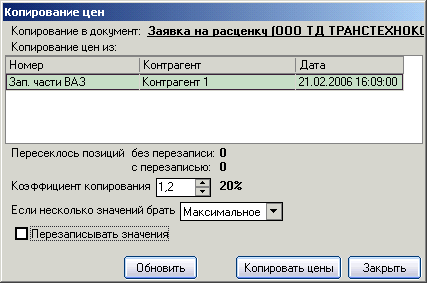 Копирование цен
Копирование в документ: Заявка на расценку (ООО ТД ТРАНСТЕХНОКО
Копирование цен из:
Номер Контрагент Дата
Зап. части ВАЗ Контрагент 1 21.02.2006 16:09:00
Пересеклось позиций без перезаписи: 0
с перезаписью: 0
Коэффициент копирования 1,2 20%
Если несколько значений брать Максимальное
Перезаписывать значения
Обновить Копировать цены Закрыть